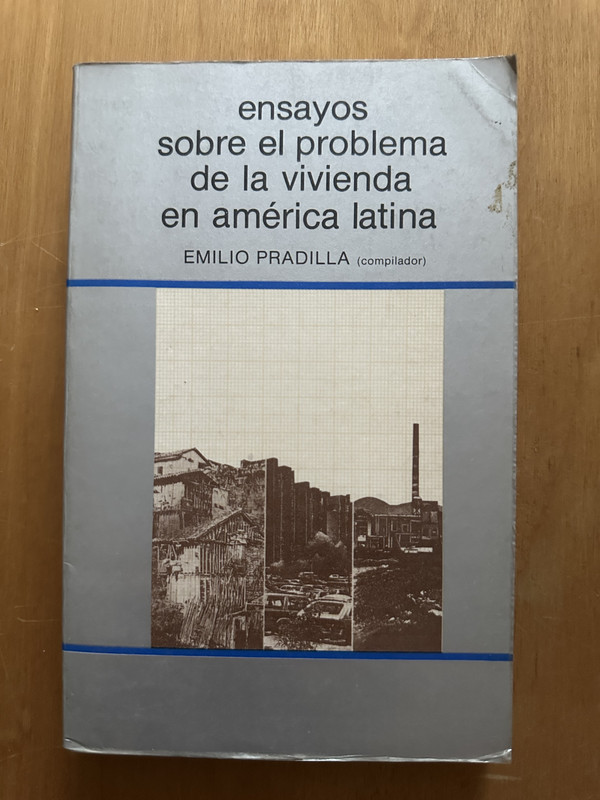 ensayos
sobre el problema
de la vivienda
en américa latina
EMILIO PRADILLA (compilador)